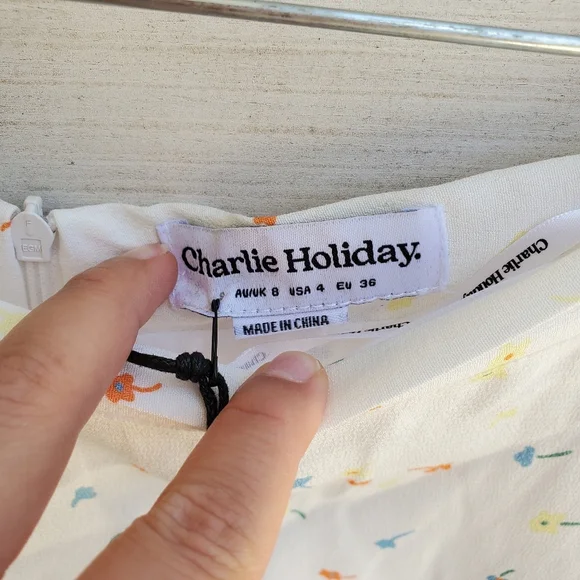 Charlie Holiday.
AU/UK 8 USA 4 EU 36
MADE IN CHINA
Charlie Holiday